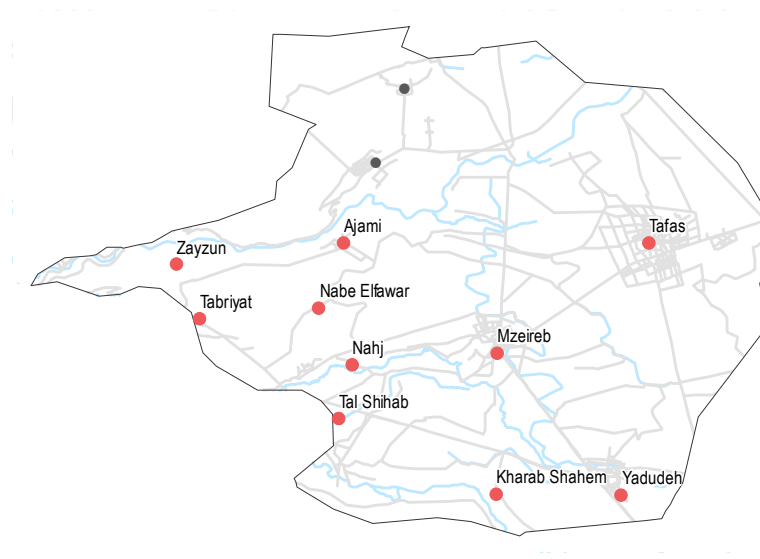 Ajami
Tafas
Zayzun
Nabe Elfawar
Tabriyat
Mzeireb
Nahj
Tal Shihab
Kharab Shahem
Yadudeh